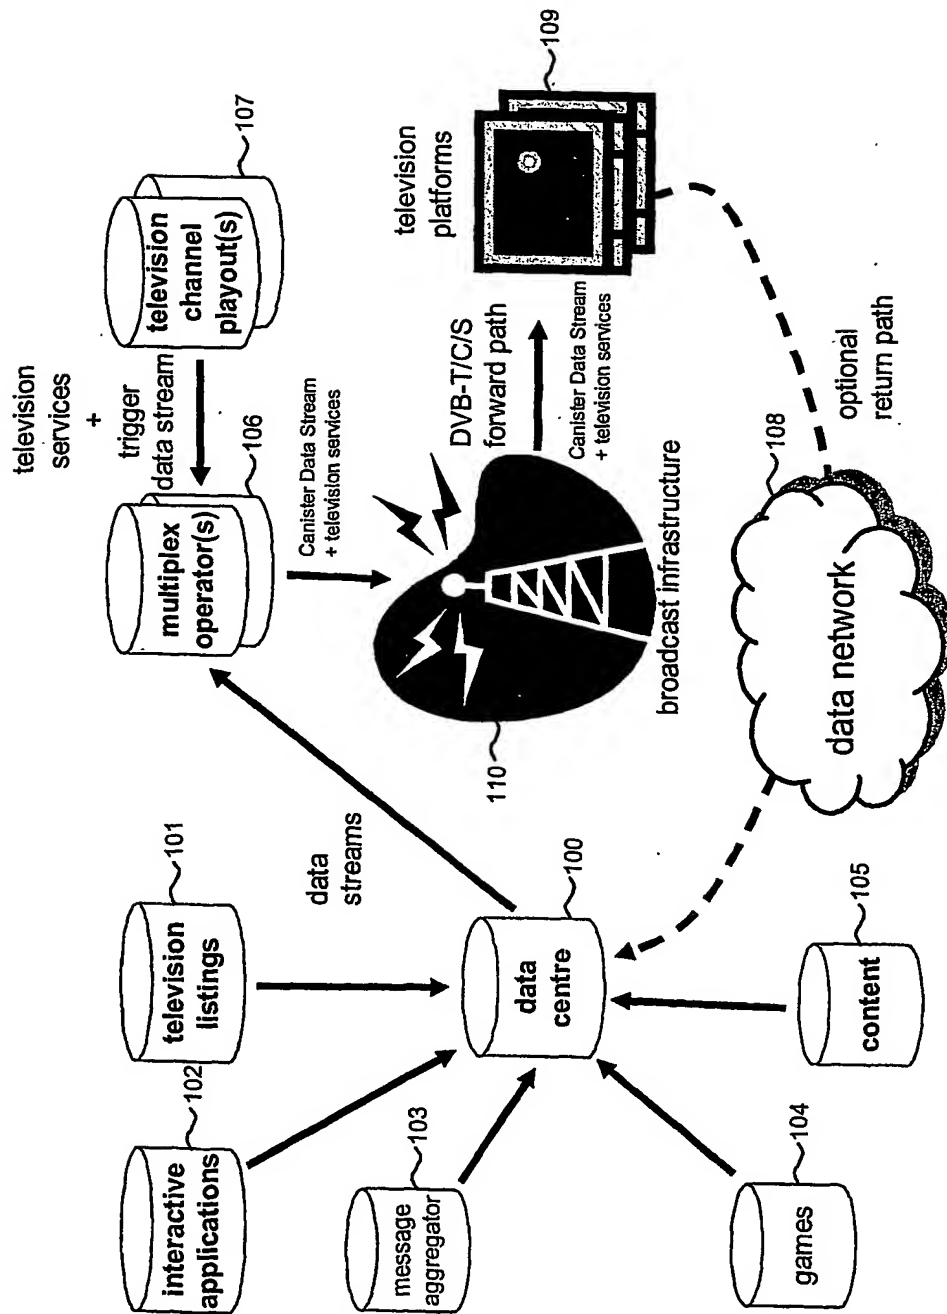 television
services
+
trigger
data stream
interactive
applications
102
television
listings
101
multiplex
operator(s)
106
television
channel
playout(s)
107
data
streams
Canister Data Stream
+ television services
message
aggregator
103
data
centre
100
110
DVB-T/C/S
forward path
Canister Data Stream
+ television services
television
platforms
109
broadcast infrastructure
games
104
content
105
data network
108
optional
return path